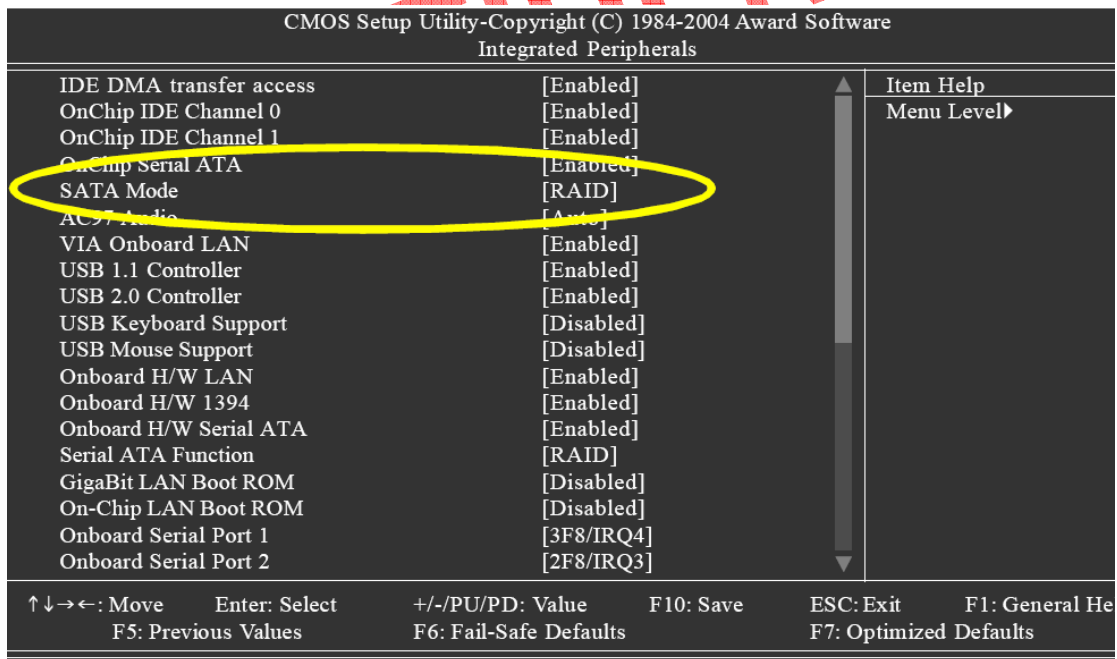 CMOS Setup Utility-Copyright (C) 1984-2004 Award Software
Integrated Peripherals
IDE DMA transfer access [Enabled]
OnChip IDE Channel 0 [Enabled]
OnChip IDE Channel 1 [Enabled]
OnChip Serial ATA [Enabled]
SATA Mode [RAID]
AC97 Audio [Auto]
VIA Onboard LAN [Enabled]
USB 1.1 Controller [Enabled]
USB 2.0 Controller [Enabled]
USB Keyboard Support [Disabled]
USB Mouse Support [Disabled]
Onboard H/W LAN [Enabled]
Onboard H/W 1394 [Enabled]
Onboard H/W Serial ATA [Enabled]
Serial ATA Function [RAID]
GigaBit LAN Boot ROM [Disabled]
On-Chip LAN Boot ROM [Disabled]
Onboard Serial Port 1 [3F8/IRQ4]
Onboard Serial Port 2 [2F8/IRQ3]
Item Help
Menu Level▸
↑↓→←: Move Enter: Select +/-/PU/PD: Value F10: Save ESC: Exit F1: General He
F5: Previous Values F6: Fail-Safe Defaults F7: Optimized Defaults